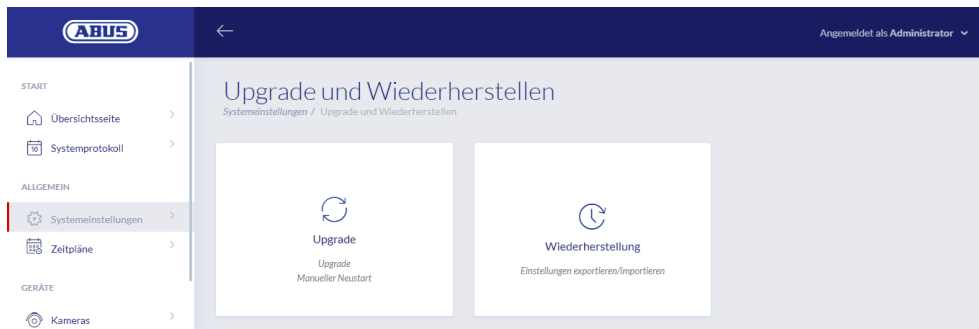 ABUS
Angemeldet als Administrator
START
Übersichtsseite
10
Systemprotokoll
ALLGEMEIN
Systemeinstellungen
Zeitpläne
GERÄTE
Kameras
Upgrade und Wiederherstellen
Systemeinstellungen / Upgrade und Wiederherstellen
Upgrade
Upgrade
Manueller Neustart
Wiederherstellung
Einstellungen exportieren/importieren